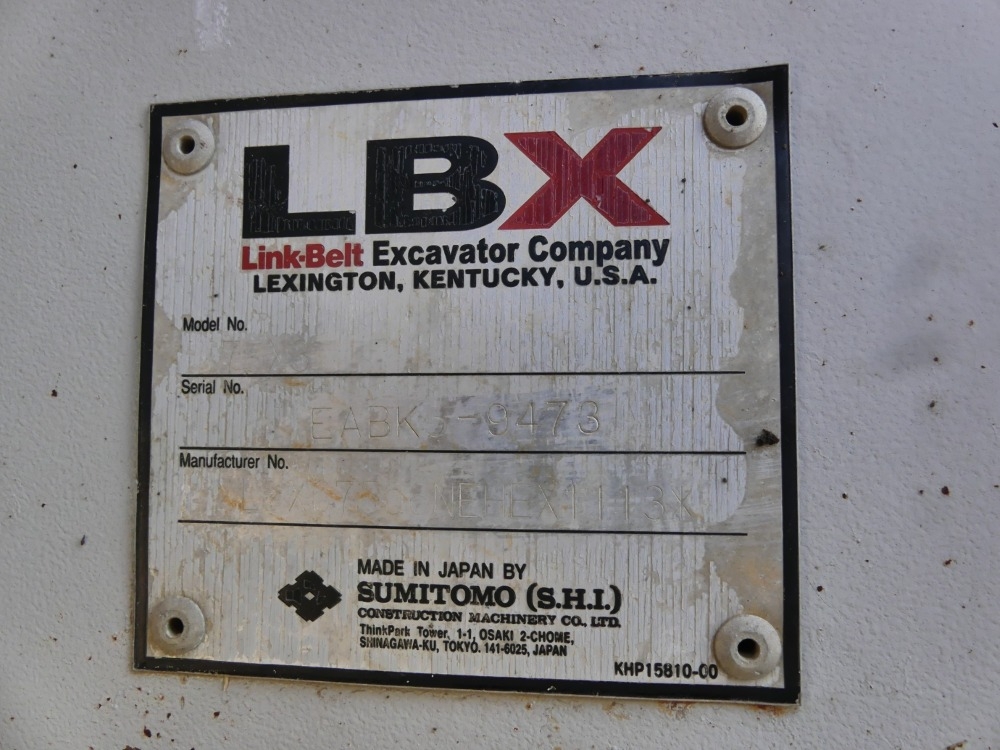 LBX
Link-Belt Excavator Company
LEXINGTON, KENTUCKY, U.S.A.
Model No.
Serial No.
Manufacturer No.
MADE IN JAPAN BY
SUMITOMO (S.H.I.)
CONSTRUCTION MACHINERY CO., LTD.
ThinkPark Tower, 1-1, OSAKI 2-CHOME,
SHINAGAWA-KU, TOKYO. 141-6025, JAPAN
KHP15810-00